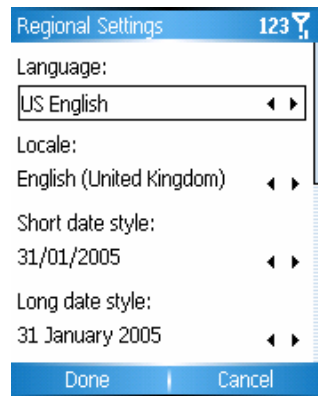 Regional Settings 123
Language:
US English
Locale:
English (United Kingdom)
Short date style:
31/01/2005
Long date style:
31 January 2005
Done Cancel